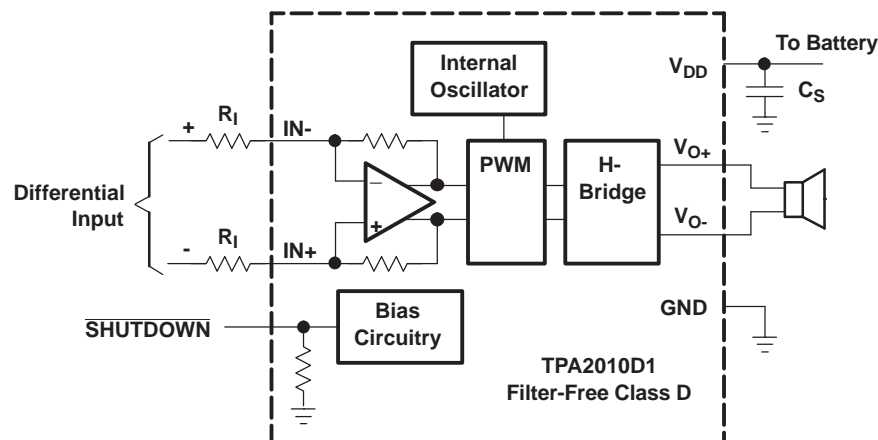 To Battery
Internal
Oscillator
VDD
CS
+
RI
IN-
Differential
Input
–
+
PWM
H-
Bridge
VO+
VO-
-
RI
IN+
GND
SHUTDOWN
Bias
Circuitry
TPA2010D1
Filter-Free Class D